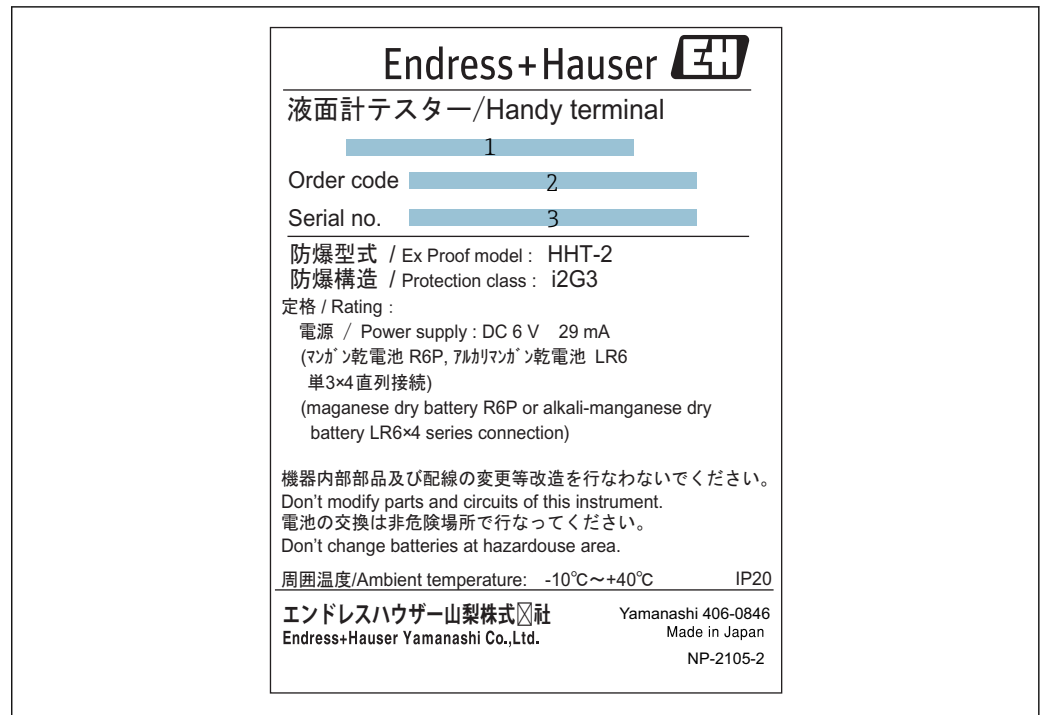 Endress+Hauser EH
液面計テスター/Handy terminal
1
Order code 2
Serial no. 3
防爆型式 / Ex Proof model : HHT-2
防爆構造 / Protection class : i2G3
定格 / Rating :
電源 / Power supply : DC 6 V 29 mA
(ﾏﾝｶﾞﾝ乾電池 R6P, ｱﾙｶﾘﾏﾝｶﾞﾝ乾電池 LR6
単3×4直列接続)
(maganese dry battery R6P or alkali-manganese dry
battery LR6×4 series connection)
機器内部部品及び配線の変更等改造を行なわないでください。
Don't modify parts and circuits of this instrument.
電池の交換は非危険場所で行なってください。
Don't change batteries at hazardouse area.
周囲温度/Ambient temperature: -10℃～+40℃ IP20
エンドレスハウザー山梨株式社 Yamanashi 406-0846
Endress+Hauser Yamanashi Co.,Ltd. Made in Japan
NP-2105-2